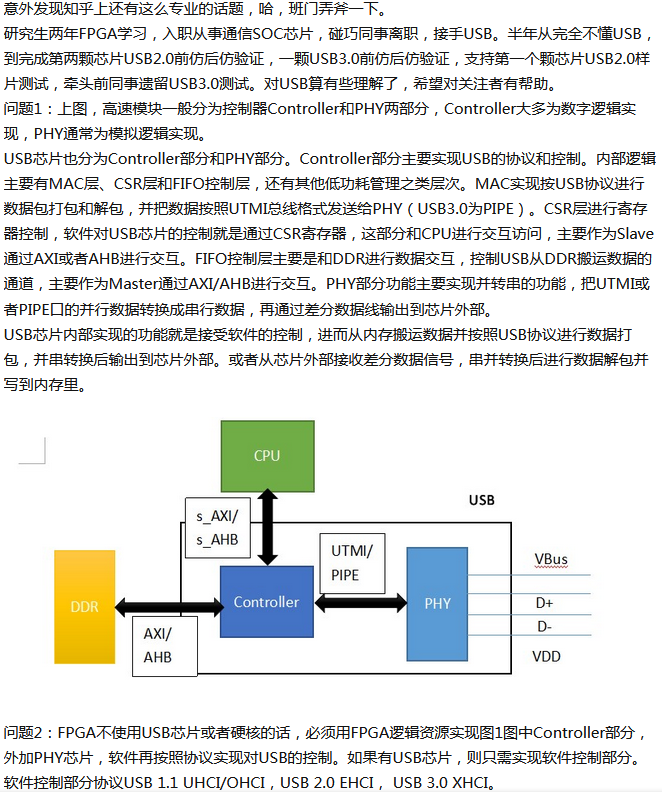 意外发现知乎上还有这么专业的话题，哈，班门弄斧一下。
研究生两年FPGA学习，入职从事通信SOC芯片，碰巧同事离职，接手USB。半年从完全不懂USB，
到完成第两颗芯片USB2.0前仿后仿验证，一颗USB3.0前仿后仿验证，支持第一个颗芯片USB2.0样
片测试，牵头前同事遗留USB3.0测试。对USB算有些理解了，希望对关注者有帮助。
问题1：上图，高速模块一般分为控制器Controller和PHY两部分，Controller大多为数字逻辑实
现，PHY通常为模拟逻辑实现。
USB芯片也分为Controller部分和PHY部分。Controller部分主要实现USB的协议和控制。内部逻辑
主要有MAC层、CSR层和FIFO控制层，还有其他低功耗管理之类层次。MAC实现按USB协议进行
数据包打包和解包，并把数据按照UTMI总线格式发送给PHY（USB3.0为PIPE）。CSR层进行寄存
器控制，软件对USB芯片的控制就是通过CSR寄存器，这部分和CPU进行交互访问，主要作为Slave
通过AXI或者AHB进行交互。FIFO控制层主要是和DDR进行数据交互，控制USB从DDR搬运数据的
通道，主要作为Master通过AXI/AHB进行交互。PHY部分功能主要实现并转串的功能，把UTMI或
者PIPE口的并行数据转换成串行数据，再通过差分数据线输出到芯片外部。
USB芯片内部实现的功能就是接受软件的控制，进而从内存搬运数据并按照USB协议进行数据打
包，并串转换后输出到芯片外部。或者从芯片外部接收差分数据信号，串并转换后进行数据解包并
写到内存里。
CPU
USB
s_AXI/
s_AHB
UTMI/
PIPE
VBus
DDR
Controller
PHY
D+
D-
AXI/
AHB
VDD
问题2：FPGA不使用USB芯片或者硬核的话，必须用FPGA逻辑资源实现图1图中Controller部分，
外加PHY芯片，软件再按照协议实现对USB的控制。如果有USB芯片，则只需实现软件控制部分。
软件控制部分协议USB 1.1 UHCI/OHCI，USB 2.0 EHCI， USB 3.0 XHCI。